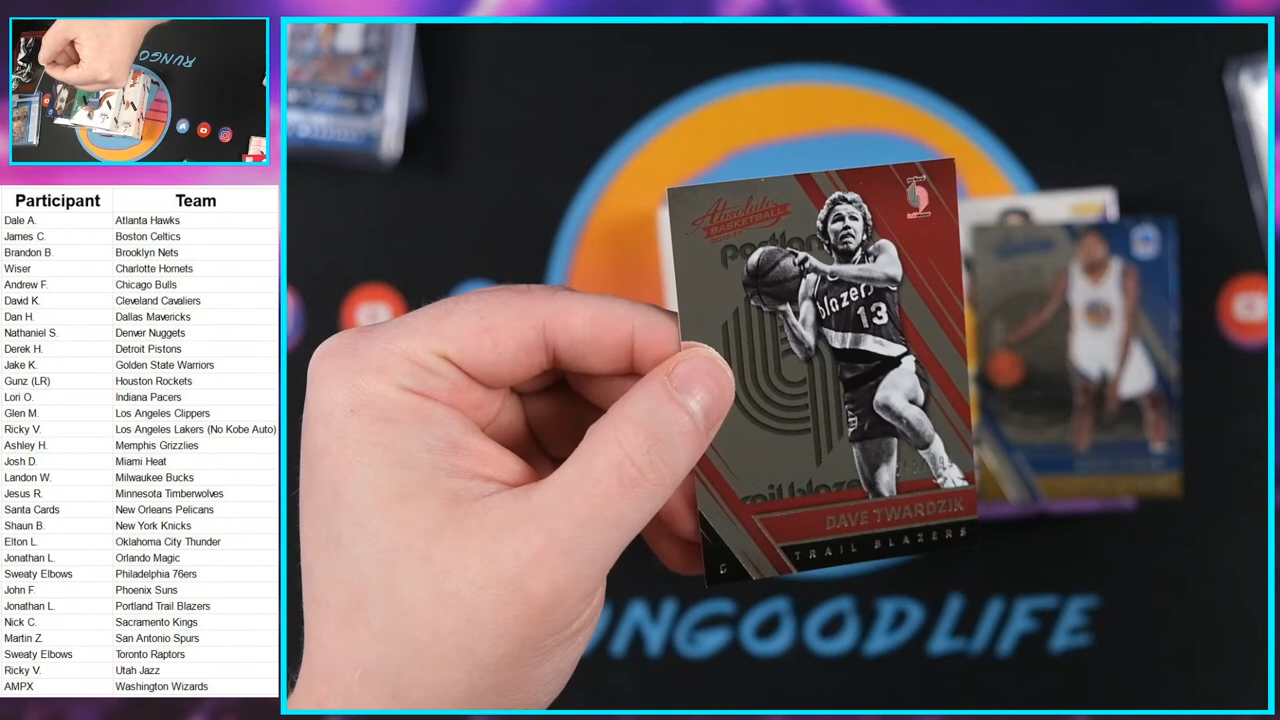 RUNGOOD
Participant Team
Dale A. Atlanta Hawks
James C. Boston Celtics
Brandon B. Brooklyn Nets
Wiser Charlotte Hornets
Andrew F. Chicago Bulls
David K. Cleveland Cavaliers
Dan H. Dallas Mavericks
Nathaniel S. Denver Nuggets
Derek H. Detroit Pistons
Jake K. Golden State Warriors
Gunz (LR) Houston Rockets
Lori O. Indiana Pacers
Glen M. Los Angeles Clippers
Ricky V. Los Angeles Lakers (No Kobe Auto)
Ashley H. Memphis Grizzlies
Josh D. Miami Heat
Landon W. Milwaukee Bucks
Jesus R. Minnesota Timberwolves
Santa Cards New Orleans Pelicans
Shaun B. New York Knicks
Elton L. Oklahoma City Thunder
Jonathan L. Orlando Magic
Sweaty Elbows Philadelphia 76ers
John F. Phoenix Suns
Jonathan L. Portland Trail Blazers
Nick C. Sacramento Kings
Martin Z. San Antonio Spurs
Sweaty Elbows Toronto Raptors
Ricky V. Utah Jazz
AMPX Washington Wizards
Absolute
BASKETBALL
2016-17
portland
blazers
13
trail blaze
DAVE TWARDZIK
G TRAIL BLAZERS
NGOODLIFE